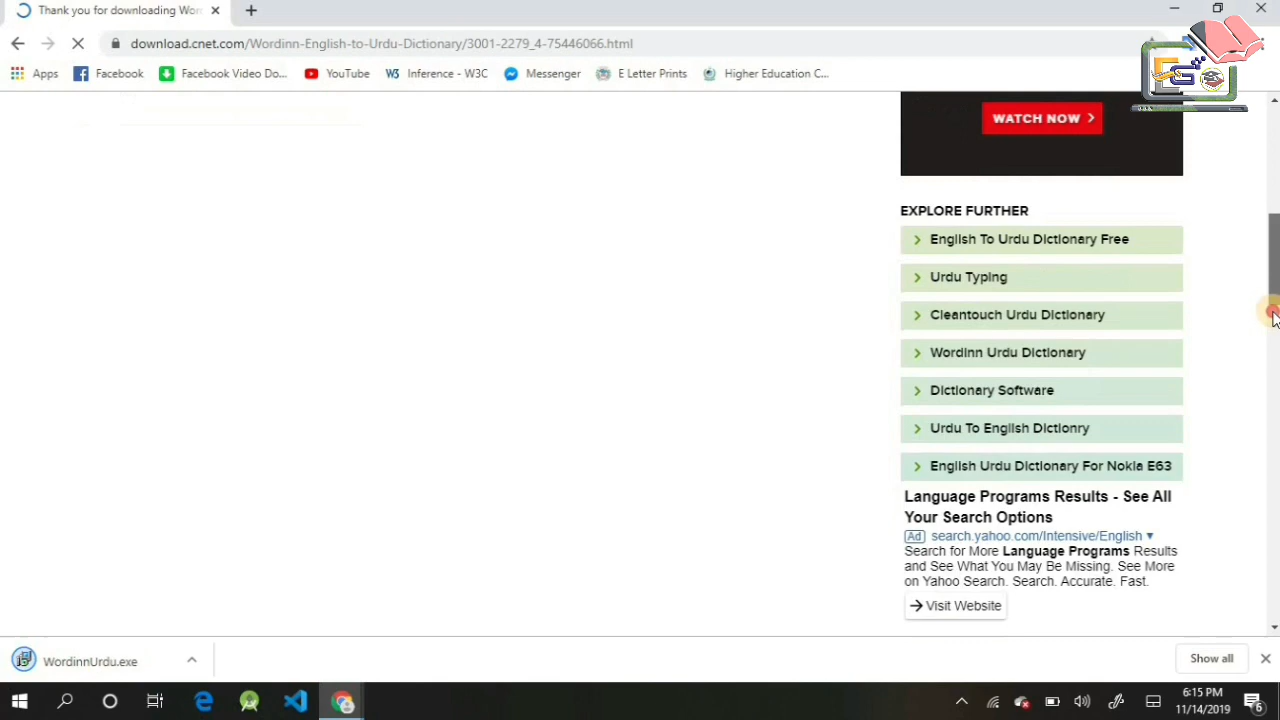 Thank you for downloading Wor
download.cnet.com/Wordinn-English-to-Urdu-Dictionary/3001-2279_4-75446066.html
Apps Facebook Facebook Video Do... YouTube Inference - W3C Messenger E Letter Prints Higher Education C...
WATCH NOW
EXPLORE FURTHER
English To Urdu Dictionary Free
Urdu Typing
Cleantouch Urdu Dictionary
Wordinn Urdu Dictionary
Dictionary Software
Urdu To English Dictionry
English Urdu Dictionary For Nokia E63
Language Programs Results - See All
Your Search Options
Ad search.yahoo.com/Intensive/English
Search for More Language Programs Results
and See What You May Be Missing. See More
on Yahoo Search. Search. Accurate. Fast.
Visit Website
WordinnUrdu.exe
Show all
6:15 PM
11/14/2019
6